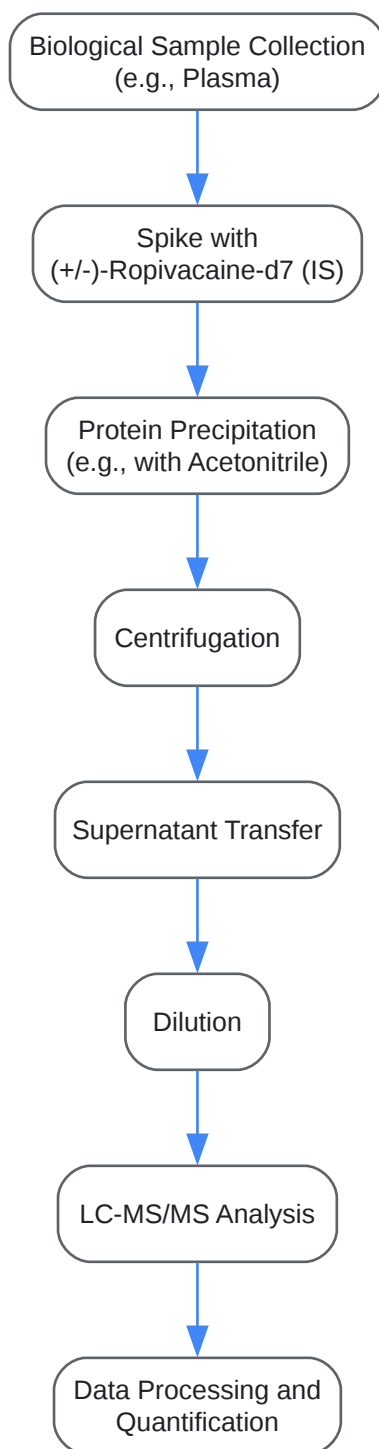 Biological Sample Collection
(e.g., Plasma)
Spike with
(+/-)-Ropivacaine-d7 (IS)
Protein Precipitation
(e.g., with Acetonitrile)
Centrifugation
Supernatant Transfer
Dilution
LC-MS/MS Analysis
Data Processing and
Quantification